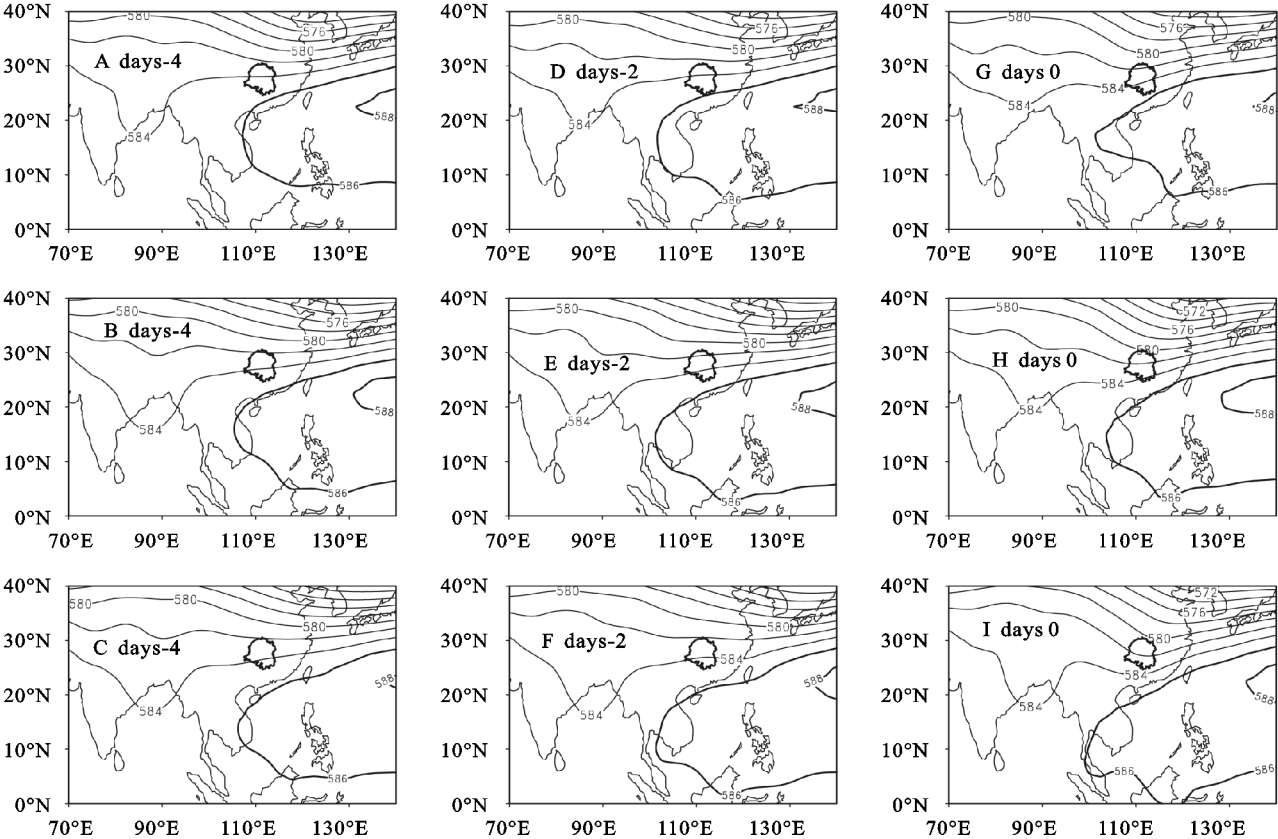 40°N
30°N
20°N
10°N
0°N
70°E 90°E 110°E 130°E
A days-4
580
576
580
584
588
586
40°N
30°N
20°N
10°N
0°N
70°E 90°E 110°E 130°E
D days-2
580
576
580
584
588
586
40°N
30°N
20°N
10°N
0°N
70°E 90°E 110°E 130°E
G days 0
580
576
580
584
584
588
586
40°N
30°N
20°N
10°N
0°N
70°E 90°E 110°E 130°E
B days-4
580
576
580
584
588
586
40°N
30°N
20°N
10°N
0°N
70°E 90°E 110°E 130°E
E days-2
580
580
584
588
586
40°N
30°N
20°N
10°N
0°N
70°E 90°E 110°E 130°E
H days 0
580
572
576
580
584
584
588
586
40°N
30°N
20°N
10°N
0°N
70°E 90°E 110°E 130°E
C days-4
580
580
580
584
588
586
40°N
30°N
20°N
10°N
0°N
70°E 90°E 110°E 130°E
F days-2
580
580
584
584
588
586
40°N
30°N
20°N
10°N
0°N
70°E 90°E 110°E 130°E
I days 0
572
576
580
584
584
588
586